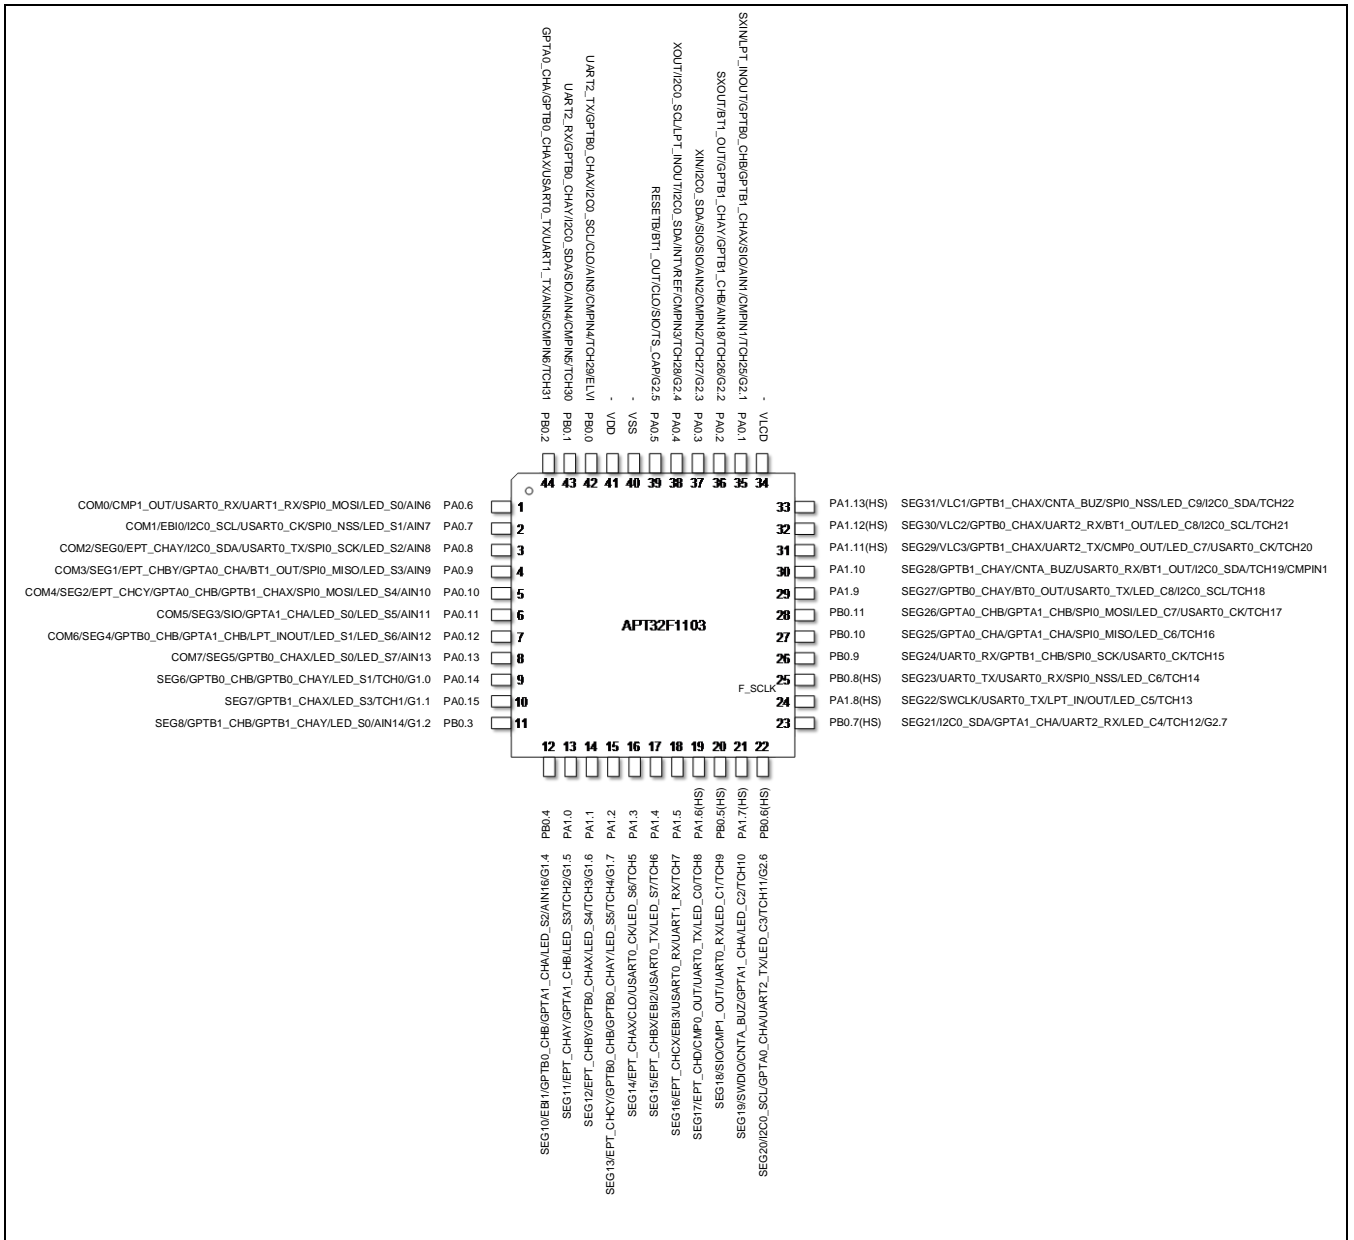 GPTA0_CHA/GPTB0_CHAX/USART0_TX/UART1_TX/AIN5/CMPIN6/TCH31 PB0.2
UART2_RX/GPTB0_CHAY/I2C0_SDA/SIO/AIN4/CMPIN5/TCH30 PB0.1
UART2_TX/GPTB0_CHAX/I2C0_SCL/CLO/AIN3/CMPIN4/TCH29/ELVI PB0.0
- VDD
- VSS
RESETB/BT1_OUT/CLO/SIO/TS_CAP/G2.5 PA0.5
XOUT/I2C0_SCL/LPT_INOUT/I2C0_SDA/INTVREF/CMPIN3/TCH28/G2.4 PA0.4
XIN/I2C0_SDA/SIO/SIO/AIN2/CMPIN2/TCH27/G2.3 PA0.3
SXOUT/BT1_OUT/GPTB1_CHAY/GPTB1_CHB/AIN18/TCH26/G2.2 PA0.2
SXIN/LPT_INOUT/GPTB0_CHB/GPTB1_CHAX/SIO/AIN1/CMPIN1/TCH25/G2.1 PA0.1
- VLCD
44 43 42 41 40 39 38 37 36 35 34
COM0/CMP1_OUT/USART0_RX/UART1_RX/SPI0_MOSI/LED_S0/AIN6 PA0.6 1
COM1/EBI0/I2C0_SCL/USART0_CK/SPI0_NSS/LED_S1/AIN7 PA0.7 2
COM2/SEG0/EPT_CHAY/I2C0_SDA/USART0_TX/SPI0_SCK/LED_S2/AIN8 PA0.8 3
COM3/SEG1/EPT_CHBY/GPTA0_CHA/BT1_OUT/SPI0_MISO/LED_S3/AIN9 PA0.9 4
COM4/SEG2/EPT_CHCY/GPTA0_CHB/GPTB1_CHAX/SPI0_MOSI/LED_S4/AIN10 PA0.10 5
COM5/SEG3/SIO/GPTA1_CHA/LED_S0/LED_S5/AIN11 PA0.11 6
COM6/SEG4/GPTB0_CHB/GPTA1_CHB/LPT_INOUT/LED_S1/LED_S6/AIN12 PA0.12 7
COM7/SEG5/GPTB0_CHAX/LED_S0/LED_S7/AIN13 PA0.13 8
SEG6/GPTB0_CHB/GPTB0_CHAY/LED_S1/TCH0/G1.0 PA0.14 9
SEG7/GPTB1_CHAX/LED_S3/TCH1/G1.1 PA0.15 10
SEG8/GPTB1_CHB/GPTB1_CHAY/LED_S0/AIN14/G1.2 PB0.3 11
APT32F1103
F_SCLK
33 PA1.13(HS) SEG31/VLC1/GPTB1_CHAX/CNTA_BUZ/SPI0_NSS/LED_C9/I2C0_SDA/TCH22
32 PA1.12(HS) SEG30/VLC2/GPTB0_CHAX/UART2_RX/BT1_OUT/LED_C8/I2C0_SCL/TCH21
31 PA1.11(HS) SEG29/VLC3/GPTB1_CHAX/UART2_TX/CMP0_OUT/LED_C7/USART0_CK/TCH20
30 PA1.10 SEG28/GPTB1_CHAY/CNTA_BUZ/USART0_RX/BT1_OUT/I2C0_SDA/TCH19/CMPIN1
29 PA1.9 SEG27/GPTB0_CHAY/BT0_OUT/USART0_TX/LED_C8/I2C0_SCL/TCH18
28 PB0.11 SEG26/GPTA0_CHB/GPTA1_CHB/SPI0_MOSI/LED_C7/USART0_CK/TCH17
27 PB0.10 SEG25/GPTA0_CHA/GPTA1_CHA/SPI0_MISO/LED_C6/TCH16
26 PB0.9 SEG24/UART0_RX/GPTB1_CHB/SPI0_SCK/USART0_CK/TCH15
25 PB0.8(HS) SEG23/UART0_TX/USART0_RX/SPI0_NSS/LED_C6/TCH14
24 PA1.8(HS) SEG22/SWCLK/USART0_TX/LPT_IN/OUT/LED_C5/TCH13
23 PB0.7(HS) SEG21/I2C0_SDA/GPTA1_CHA/UART2_RX/LED_C4/TCH12/G2.7
12 13 14 15 16 17 18 19 20 21 22
PB0.4 SEG10/EBI1/GPTB0_CHB/GPTA1_CHA/LED_S2/AIN16/G1.4
PA1.0 SEG11/EPT_CHAY/GPTA1_CHB/LED_S3/TCH2/G1.5
PA1.1 SEG12/EPT_CHBY/GPTB0_CHAX/LED_S4/TCH3/G1.6
PA1.2 SEG13/EPT_CHCY/GPTB0_CHB/GPTB0_CHAY/LED_S5/TCH4/G1.7
PA1.3 SEG14/EPT_CHAX/CLO/USART0_CK/LED_S6/TCH5
PA1.4 SEG15/EPT_CHBX/EBI2/USART0_TX/LED_S7/TCH6
PA1.5 SEG16/EPT_CHCX/EBI3/USART0_RX/UART1_RX/TCH7
PA1.6(HS) SEG17/EPT_CHD/CMP0_OUT/UART0_TX/LED_C0/TCH8
PB0.5(HS) SEG18/SIO/CMP1_OUT/UART0_RX/LED_C1/TCH9
PA1.7(HS) SEG19/SWDIO/CNTA_BUZ/GPTA1_CHA/LED_C2/TCH10
PB0.6(HS) SEG20/I2C0_SCL/GPTA0_CHA/UART2_TX/LED_C3/TCH11/G2.6